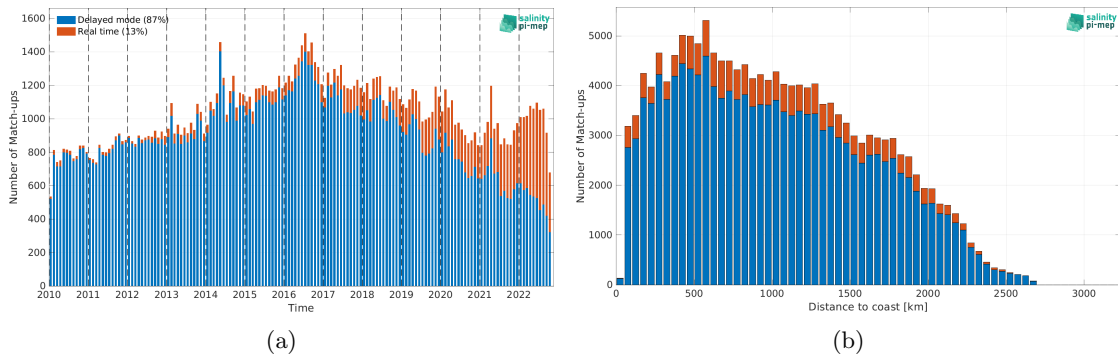 Delayed mode (87%)
Real time (13%)
salinity
pi-mep
Number of Match-ups
1600
1400
1200
1000
800
600
400
200
0
2010 2011 2012 2013 2014 2015 2016 2017 2018 2019 2020 2021 2022
Time
(a)
salinity
pi-mep
Number of Match-ups
5000
4000
3000
2000
1000
0
0 500 1000 1500 2000 2500 3000
Distance to coast [km]
(b)